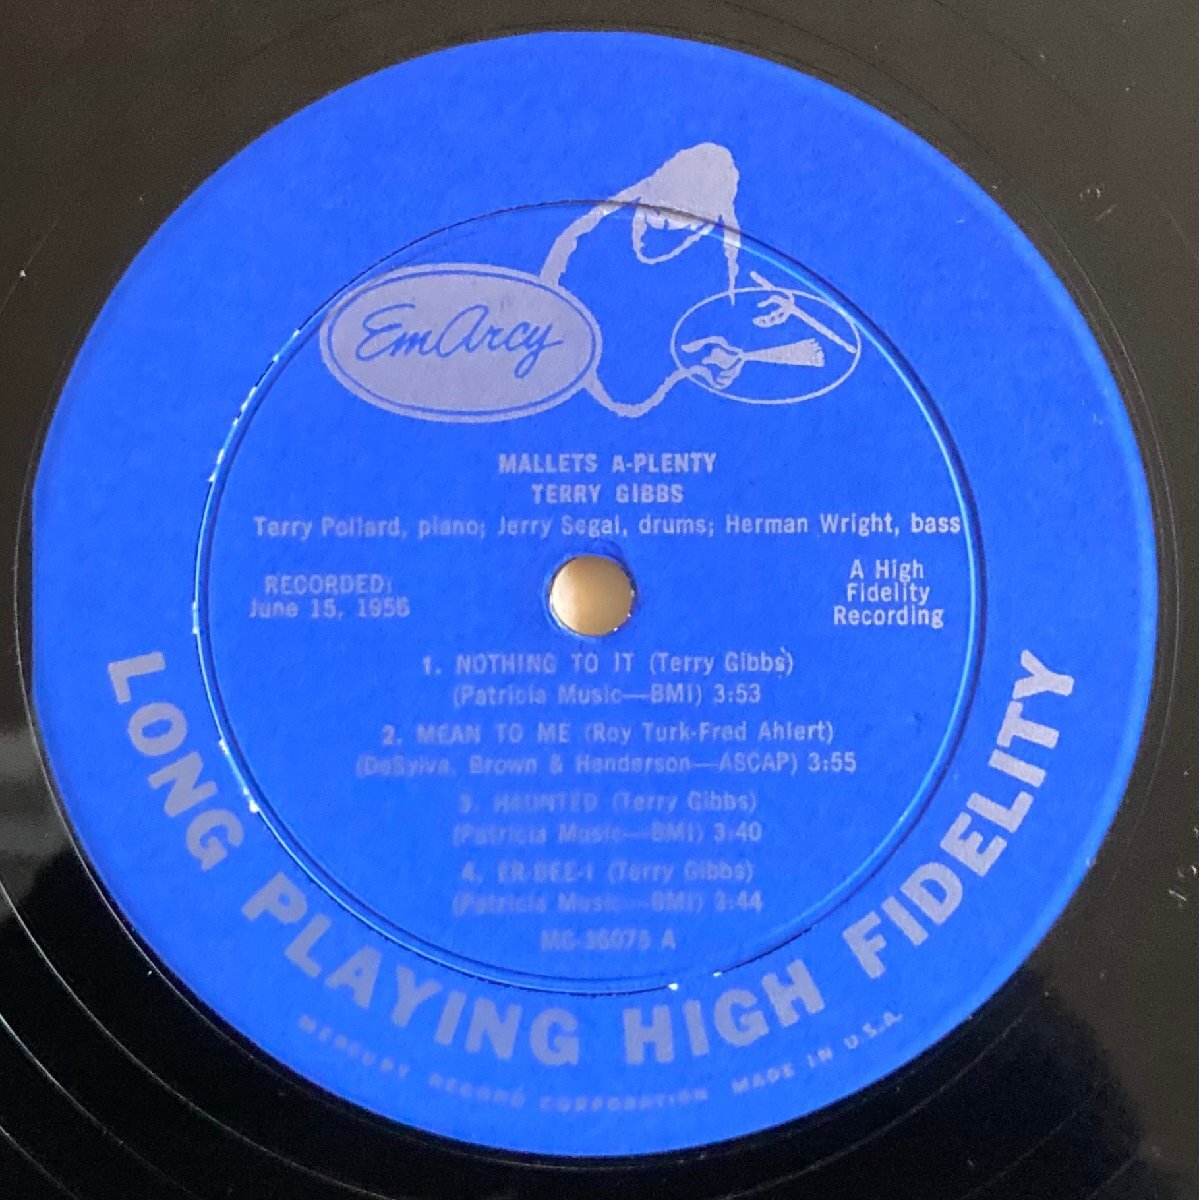 EmArcy
MALLETS A-PLENTY
TERRY GIBBS
Terry Pollard, piano; Jerry Segal, drums; Herman Wright, bass
RECORDED:
June 15, 1956
A High
Fidelity
Recording
1. NOTHING TO IT (Terry Gibbs)
(Patricia Music—BMI) 3:53
2. MEAN TO ME (Roy Turk-Fred Ahlert)
(DeSylva, Brown & Henderson—ASCAP) 3:55
3. HAUNTED (Terry Gibbs)
(Patricia Music—BMI) 3:40
4. ER-BEE-I (Terry Gibbs)
(Patricia Music—BMI) 3:44
MG-36075 A
LONG PLAYING HIGH FIDELITY
MERCURY RECORD CORPORATION MADE IN U.S.A.